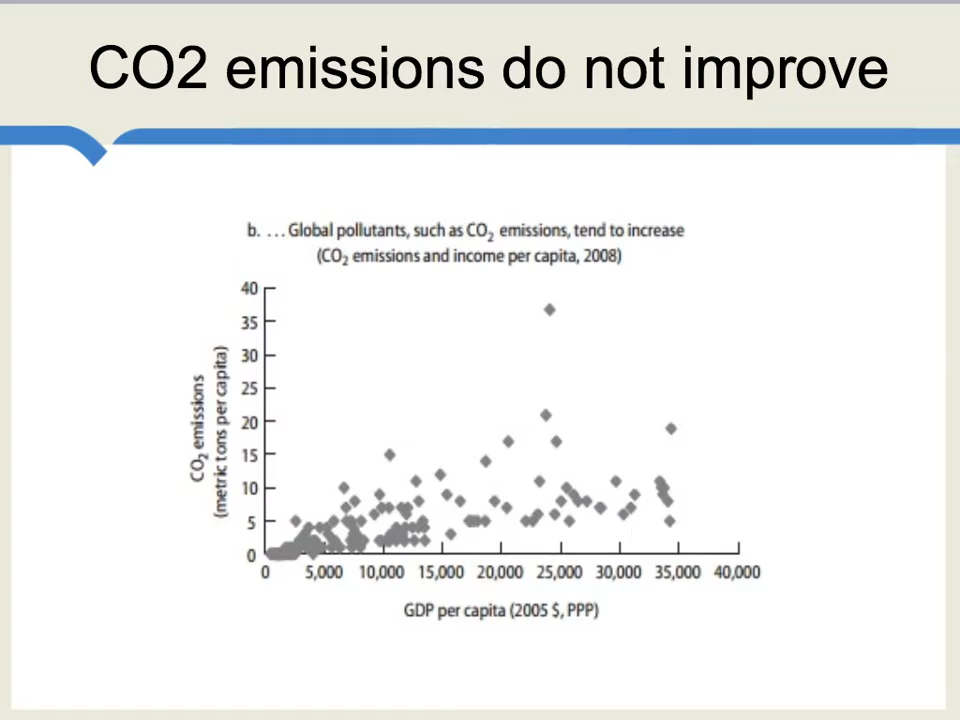 CO2 emissions do not improve
b. ... Global pollutants, such as CO₂ emissions, tend to increase
(CO₂ emissions and income per capita, 2008)
CO₂ emissions
(metric tons per capita)
40
35
30
25
20
15
10
5
0
0 5,000 10,000 15,000 20,000 25,000 30,000 35,000 40,000
GDP per capita (2005 $, PPP)